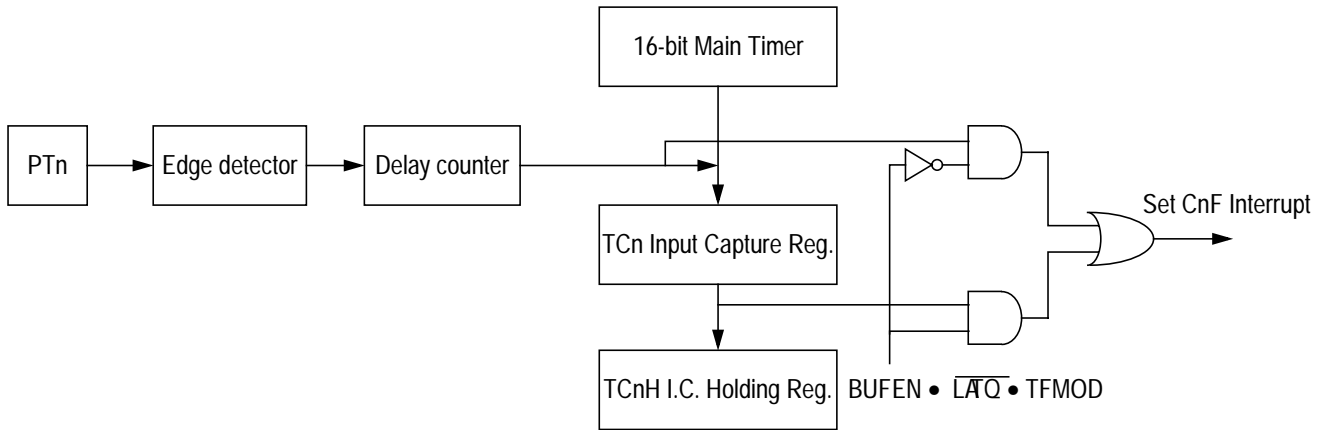 16-bit Main Timer
PTn
Edge detector
Delay counter
Set CnF Interrupt
TCn Input Capture Reg.
TCnH I.C. Holding Reg.
BUFEN • L̅A̅T̅Q̅ • TFMOD